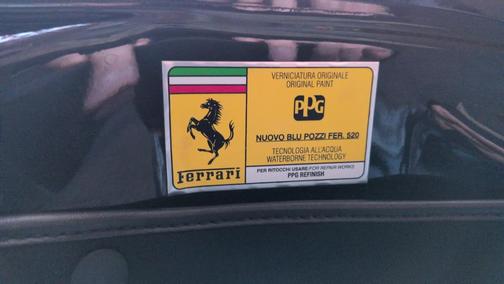 VERNICIATURA ORIGINALE
ORIGINAL PAINT
PPG
NUOVO BLU POZZI FER. 520
TECNOLOGIA ALL'ACQUA
WATERBORNE TECHNOLOGY
Ferrari
PER RITOCCHI USARE/FOR REPAIR WORKS
PPG REFINISH